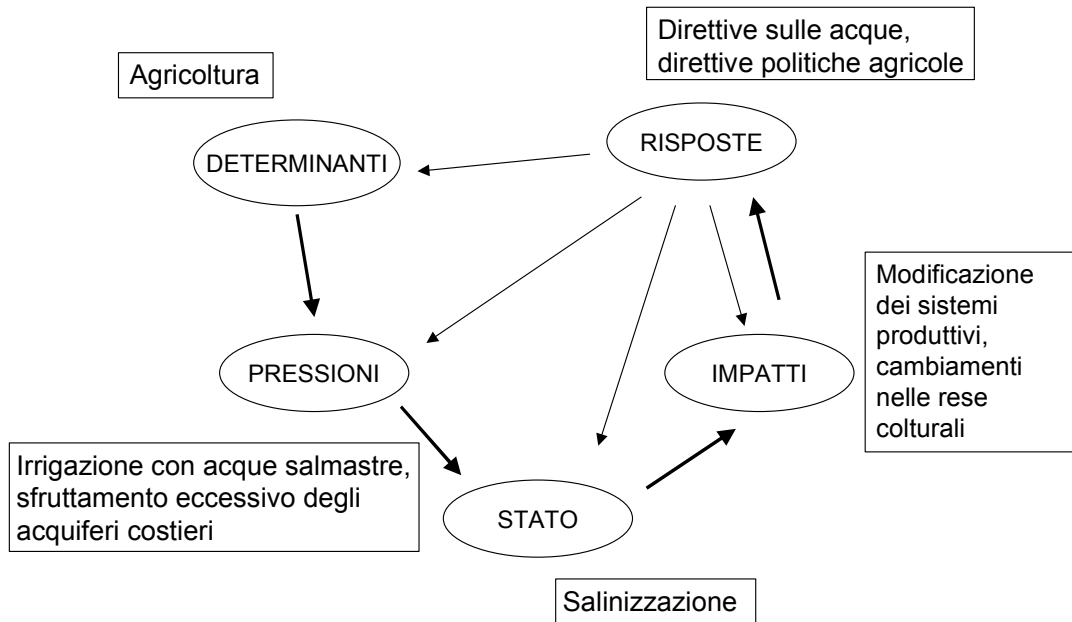 Direttive sulle acque,
direttive politiche agricole
Agricoltura
RISPOSTE
DETERMINANTI
Modificazione
dei sistemi
produttivi,
cambiamenti
nelle rese
colturali
PRESSIONI
IMPATTI
Irrigazione con acque salmastre,
sfruttamento eccessivo degli
acquiferi costieri
STATO
Salinizzazione